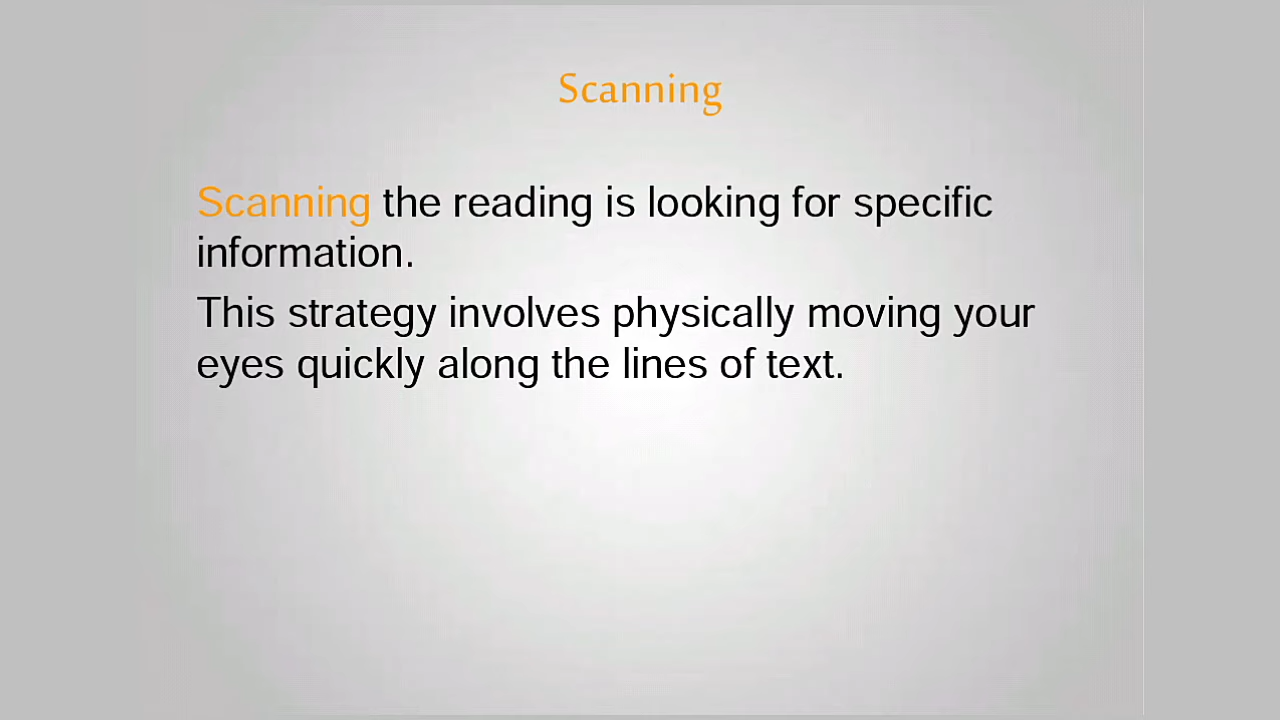 Scanning
Scanning the reading is looking for specific
information.
This strategy involves physically moving your
eyes quickly along the lines of text.